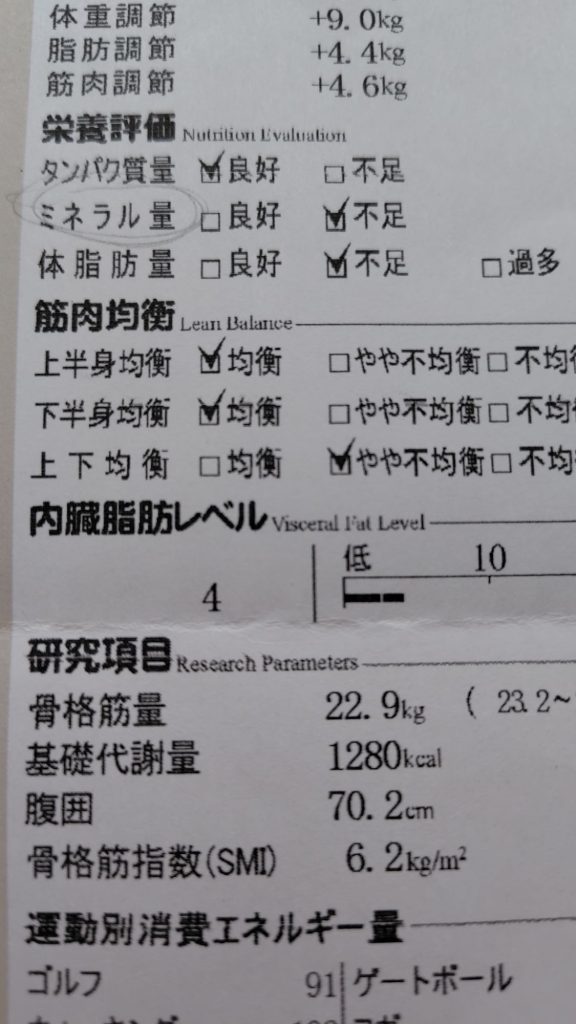 体重調節 +9.0kg
脂肪調節 +4.4kg
筋肉調節 +4.6kg
栄養評価 Nutrition Evaluation
タンパク質量 ☑良好 □不足
ミネラル量 □良好 ☑不足
体脂肪量 □良好 ☑不足 □過多
筋肉均衡 Lean Balance
上半身均衡 ☑均衡 □やや不均衡 □不均
下半身均衡 ☑均衡 □やや不均衡 □不均
上下均衡 □均衡 ☑やや不均衡 □不均
内臓脂肪レベル Visceral Fat Level
低 10
4
研究項目 Research Parameters
骨格筋量 22.9kg ( 23.2~
基礎代謝量 1280kcal
腹囲 70.2cm
骨格筋指数(SMI) 6.2kg/m²
運動別消費エネルギー量
ゴルフ 91 ゲートボール